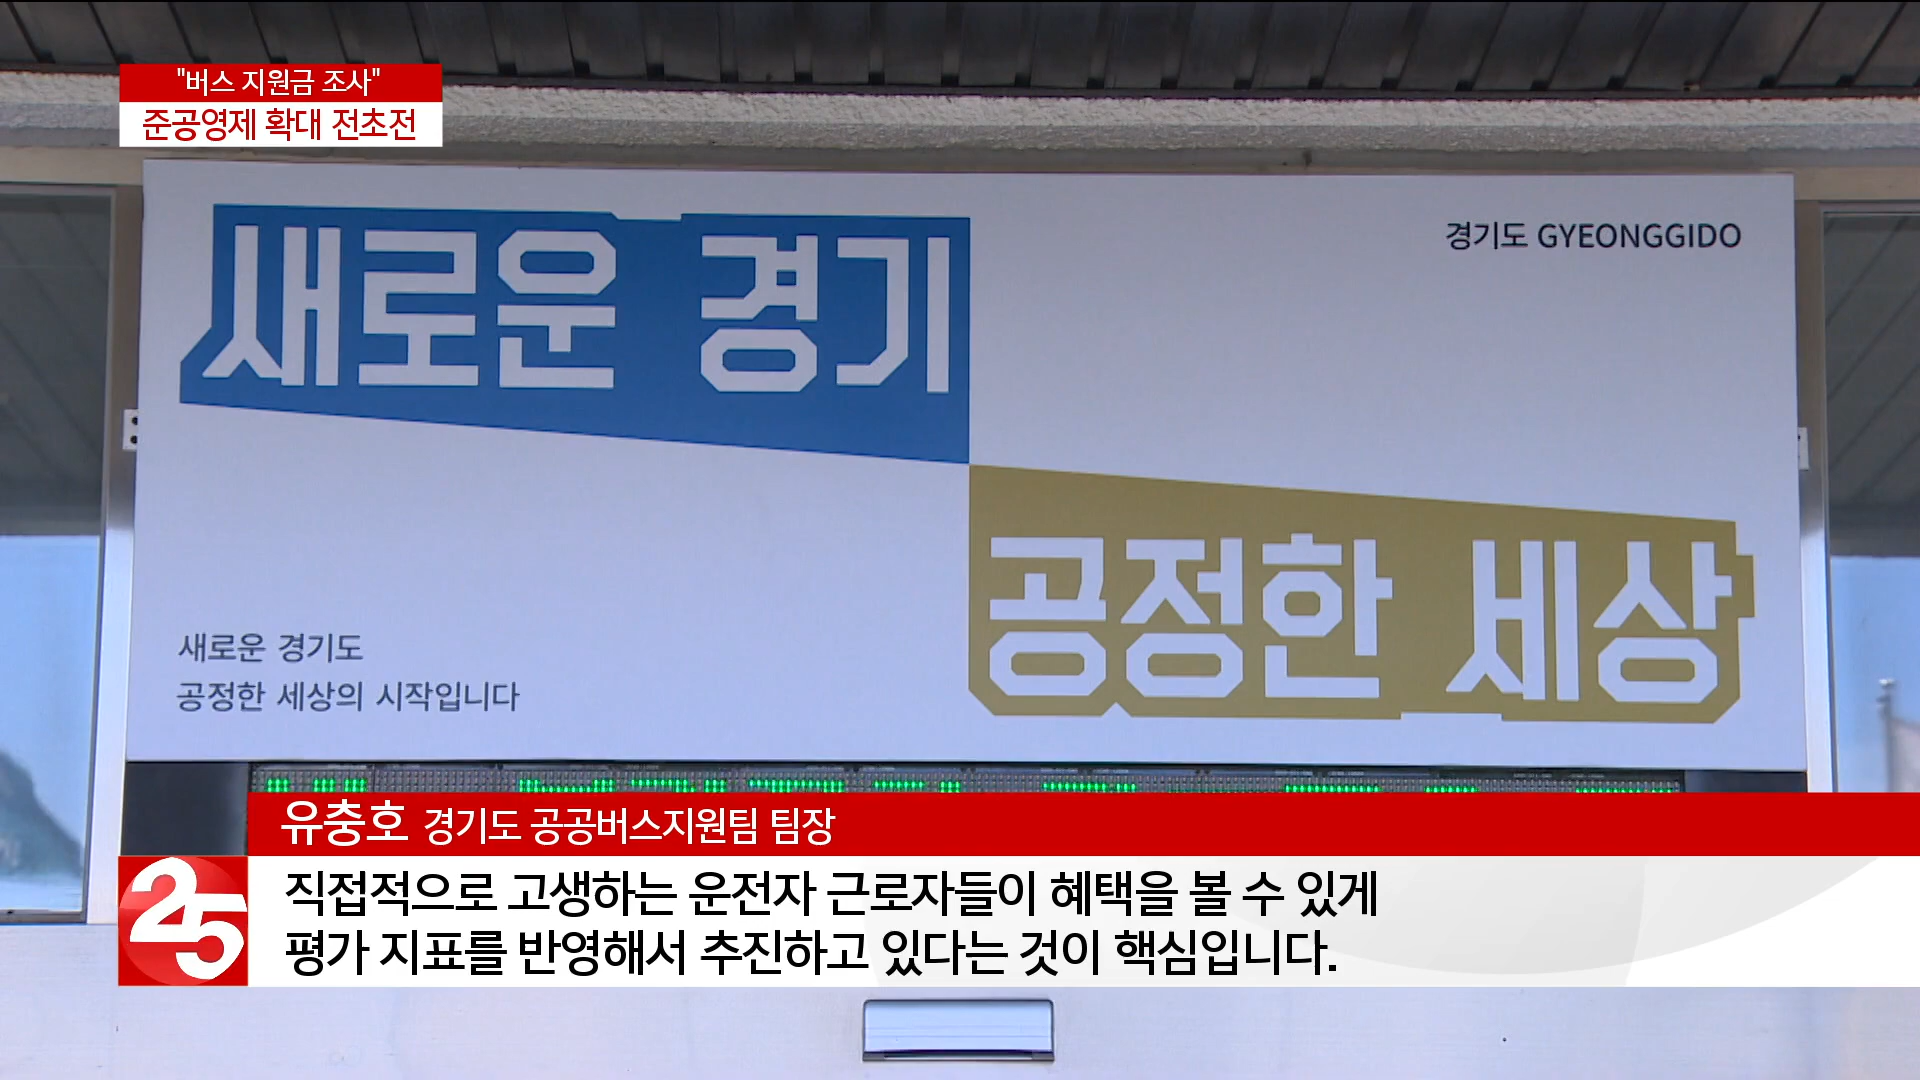 "버스 지원금 조사"
준공영제 확대 전초전
경기도 GYEONGGIDO
새로운 경기
공정한 세상
새로운 경기도
공정한 세상의 시작입니다
유충호 경기도 공공버스지원팀 팀장
25
직접적으로 고생하는 운전자 근로자들이 혜택을 볼 수 있게
평가 지표를 반영해서 추진하고 있다는 것이 핵심입니다.